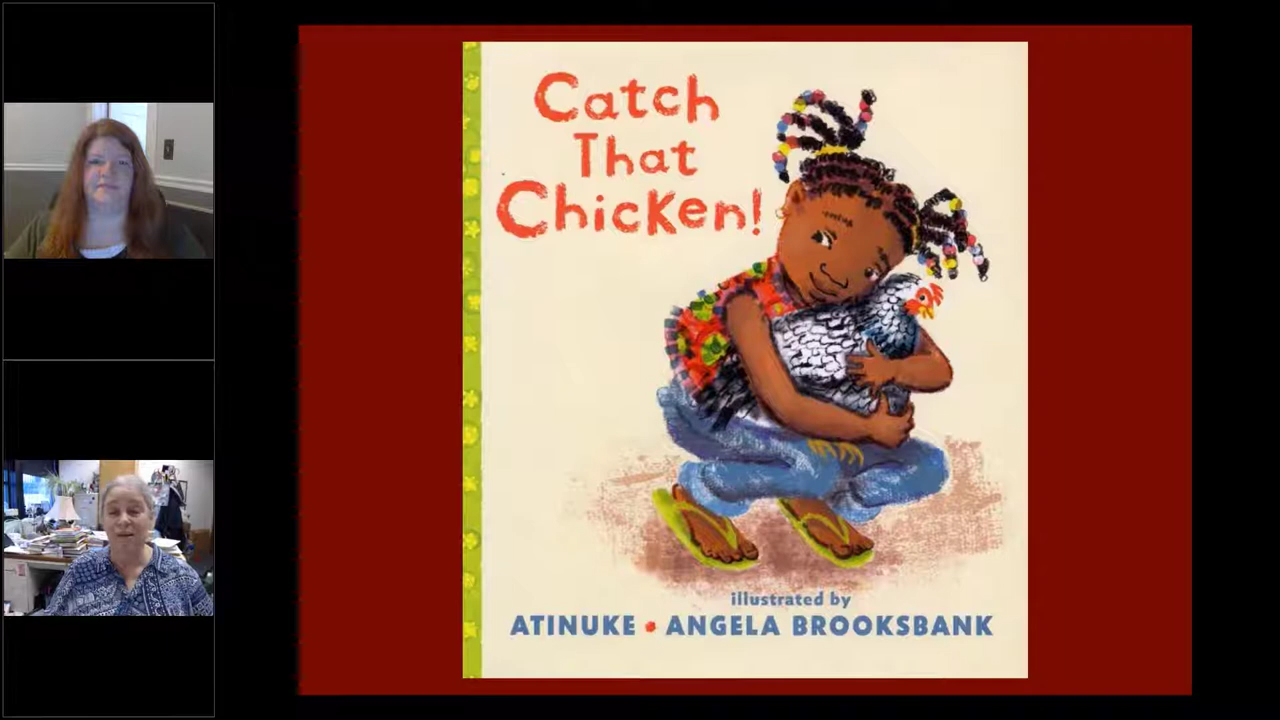 Catch
That
Chicken!
illustrated by
ATINUKE • ANGELA BROOKSBANK